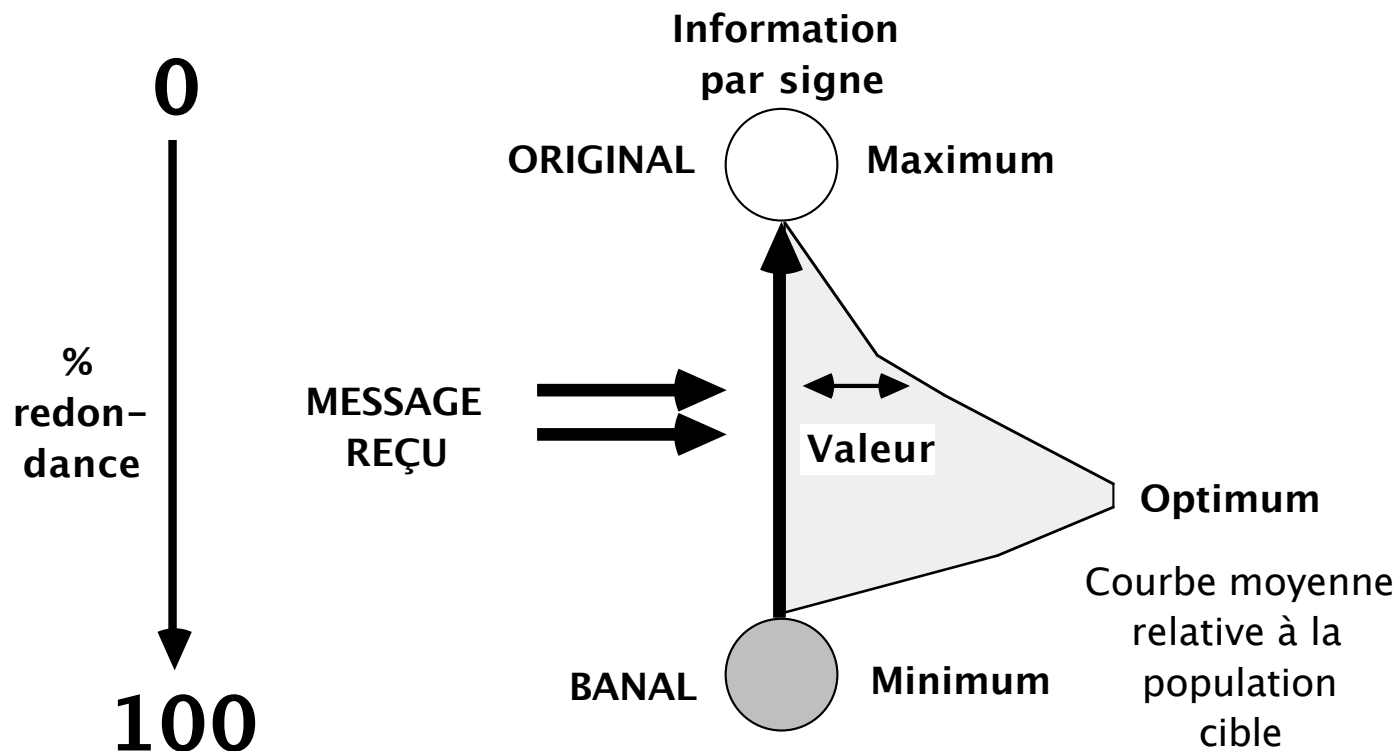 Information
par signe
0
ORIGINAL
Maximum
%
redon-
dance
MESSAGE
REÇU
Valeur
Optimum
Courbe moyenne
relative à la
population
cible
BANAL
Minimum
100